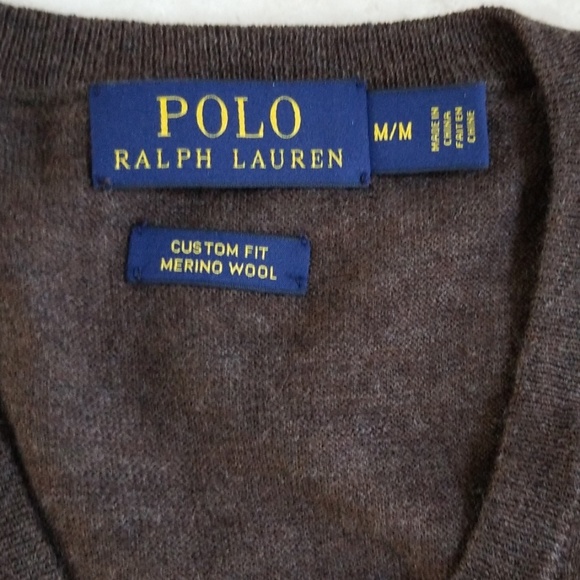 POLO
RALPH LAUREN
M/M
MADE IN
CHINA
FAIT EN
CHINE
CUSTOM FIT
MERINO WOOL